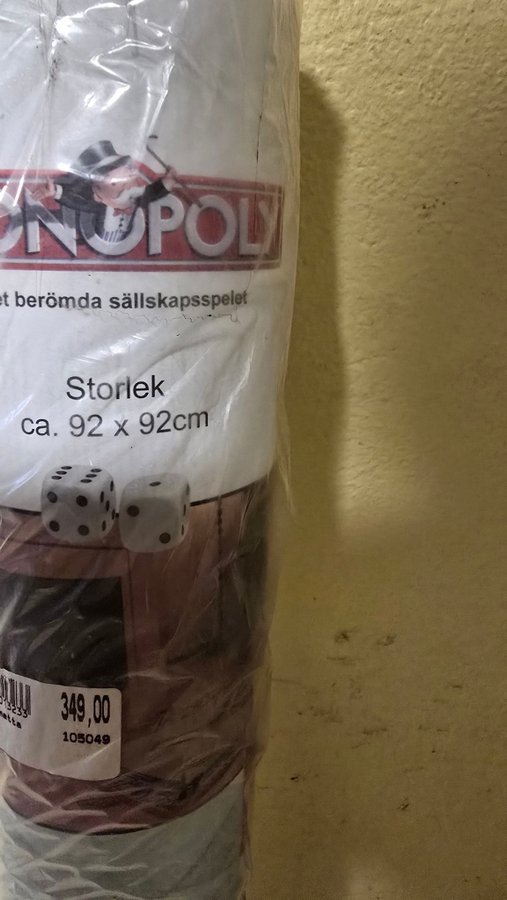 ONOPOLY
et berömda sällskapsspelet
Storlek
ca. 92 x 92cm
349,00
105049